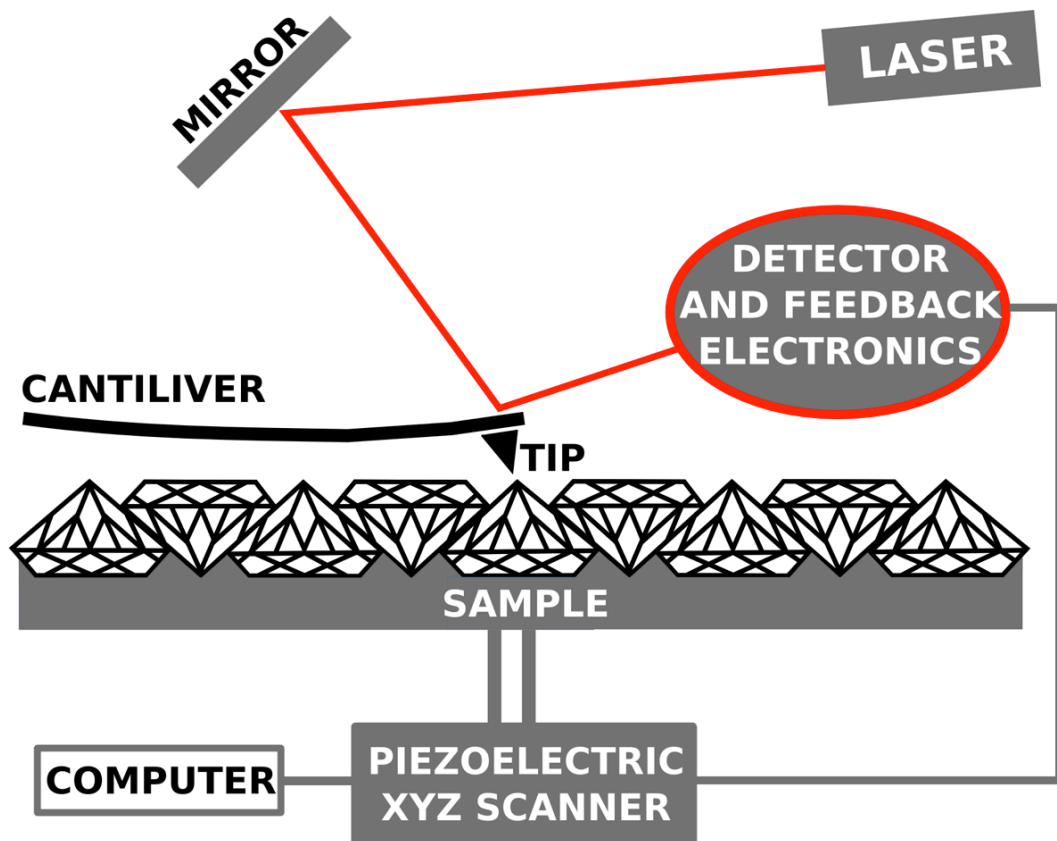 MIRROR
LASER
DETECTOR
AND FEEDBACK
ELECTRONICS
CANTILIVER
TIP
SAMPLE
COMPUTER
PIEZOELECTRIC
XYZ SCANNER